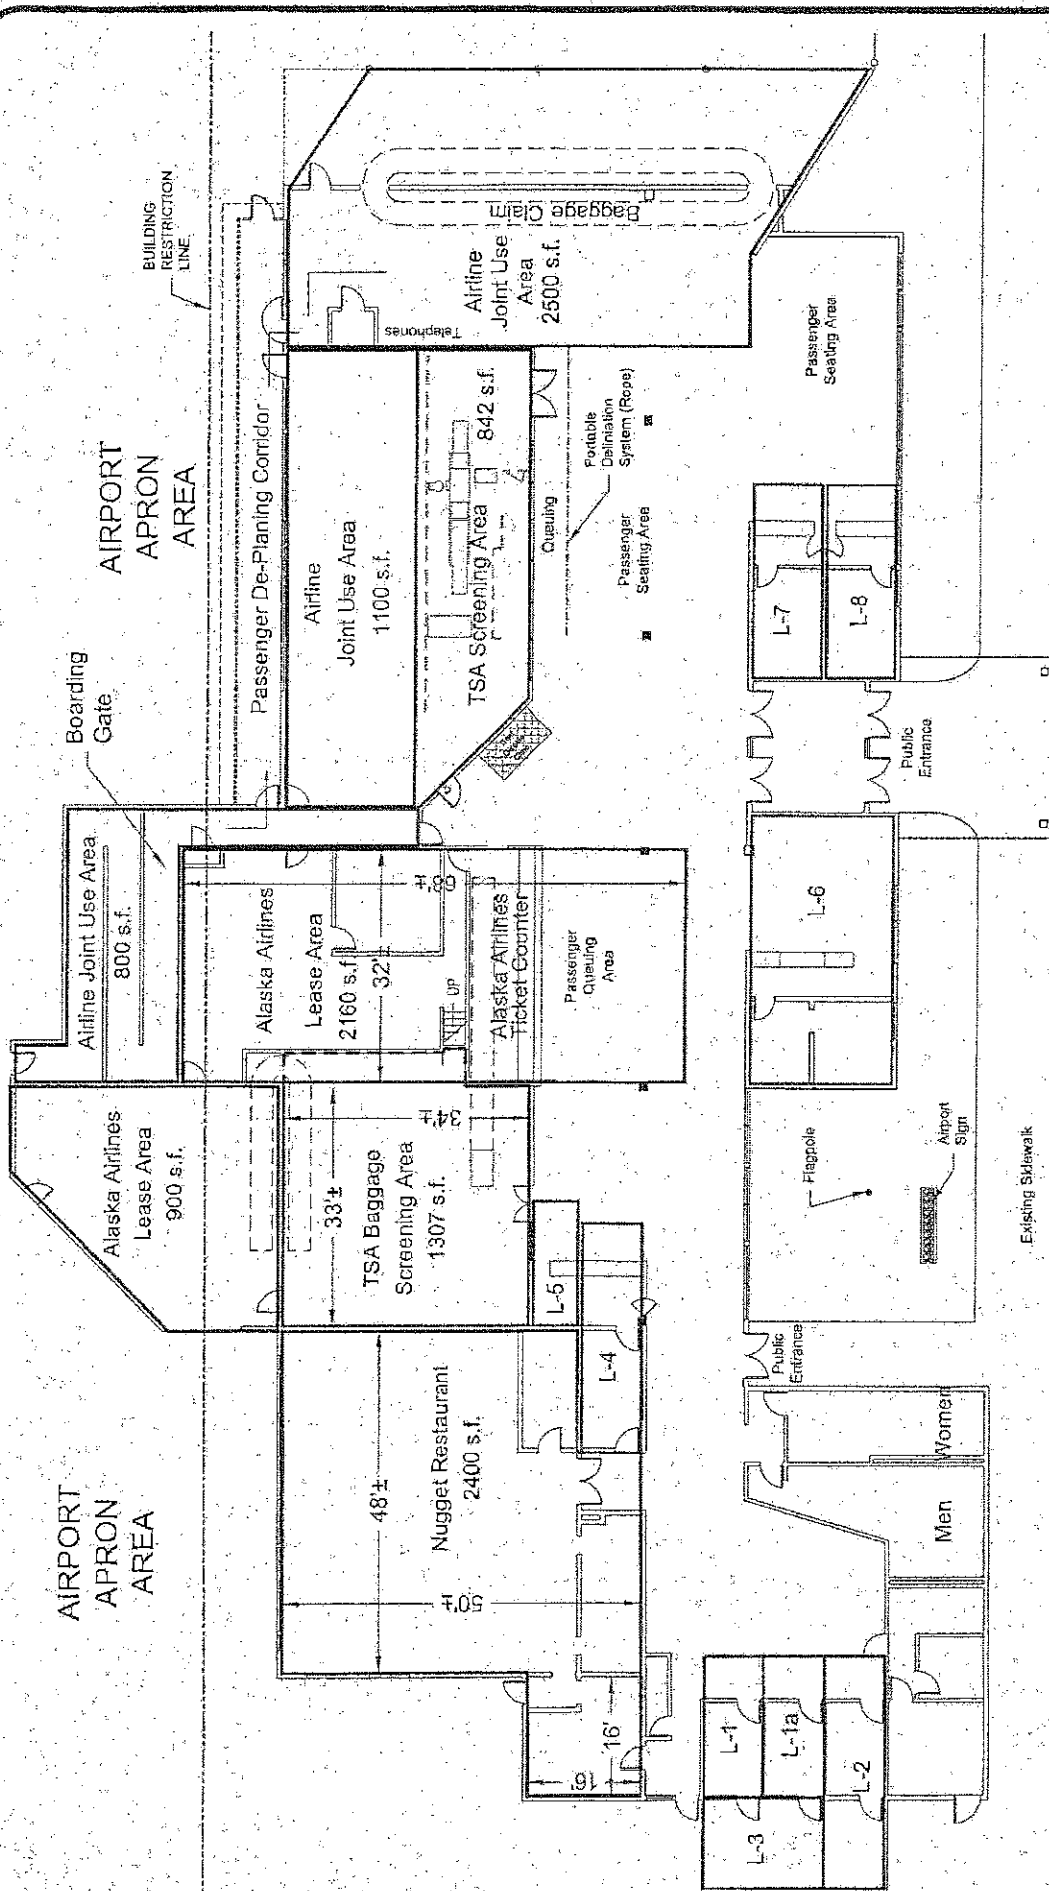 AIRPORT
APRON
AREA
AIRPORT
APRON
AREA
BUILDING
RESTRICTION
LINE
Boarding
Gate
Passenger De-Planing Corridor
Alaska Airlines
Lease Area
900 s.f.
Airline Joint Use Area
800 s.f.
Airline
Joint Use Area
1100 s.f.
TSA Screening Area
842 s.f.
Telephones
Airline
Joint Use
Area
2500 s.f.
Baggage Claim
Nugget Restaurant
2400 s.f.
48'±
50'±
16'
16'
TSA Baggage
Screening Area
1307 s.f.
33'±
34'±
Alaska Airlines
Lease Area
2160 s.f.
32'±
68'±
UP
Alaska Airlines
Ticket Counter
Passenger
Queuing
Area
Queuing
Portable
Deliniation
System (Rope)
Passenger
Seating Area
Passenger
Seating Area
L-1
L-1a
L-2
L-3
L-4
L-5
L-6
L-7
L-8
Men
Women
Public
Entrance
Public
Entrance
Flagpole
Airport
Sign
Existing Sidewalk